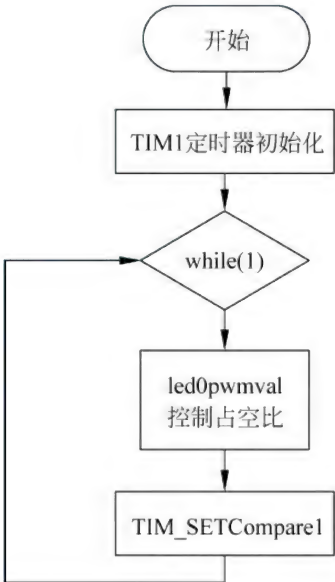 开始
TIM1定时器初始化
while(1)
led0pwmval
控制占空比
TIM_SETCompare1